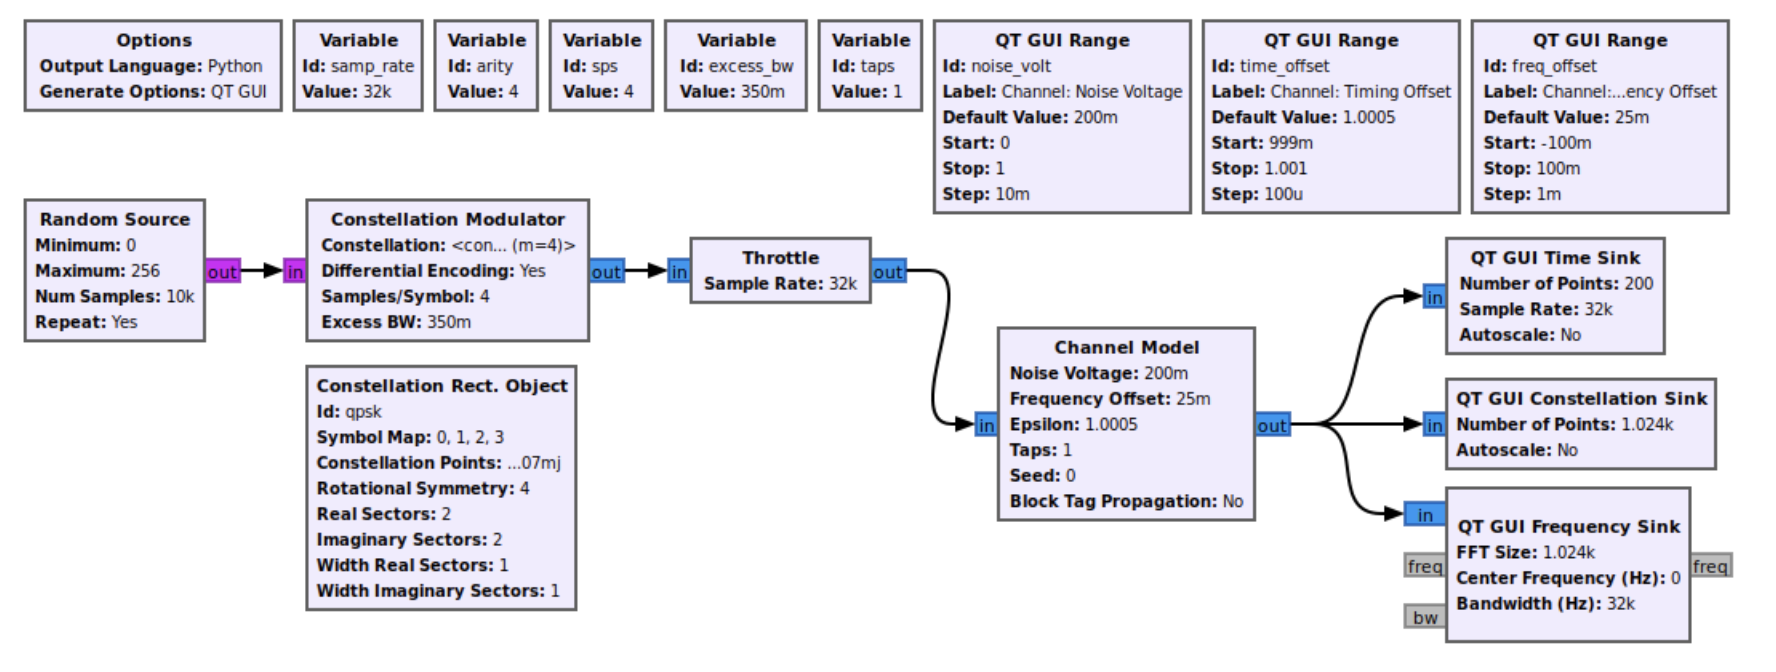 Options
Output Language: Python
Generate Options: QT GUI
Variable
Id: samp_rate
Value: 32k
Variable
Id: arity
Value: 4
Variable
Id: sps
Value: 4
Variable
Id: excess_bw
Value: 350m
Variable
Id: taps
Value: 1
QT GUI Range
Id: noise_volt
Label: Channel: Noise Voltage
Default Value: 200m
Start: 0
Stop: 1
Step: 10m
QT GUI Range
Id: time_offset
Label: Channel: Timing Offset
Default Value: 1.0005
Start: 999m
Stop: 1.001
Step: 100u
QT GUI Range
Id: freq_offset
Label: Channel:...ency Offset
Default Value: 25m
Start: -100m
Stop: 100m
Step: 1m
Random Source
Minimum: 0
Maximum: 256
Num Samples: 10k
Repeat: Yes
out
in
Constellation Modulator
Constellation: <con... (m=4)>
Differential Encoding: Yes
Samples/Symbol: 4
Excess BW: 350m
out
in
Throttle
Sample Rate: 32k
out
Constellation Rect. Object
Id: qpsk
Symbol Map: 0, 1, 2, 3
Constellation Points: ...07mj
Rotational Symmetry: 4
Real Sectors: 2
Imaginary Sectors: 2
Width Real Sectors: 1
Width Imaginary Sectors: 1
in
Channel Model
Noise Voltage: 200m
Frequency Offset: 25m
Epsilon: 1.0005
Taps: 1
Seed: 0
Block Tag Propagation: No
out
in
QT GUI Time Sink
Number of Points: 200
Sample Rate: 32k
Autoscale: No
in
QT GUI Constellation Sink
Number of Points: 1.024k
Autoscale: No
in
freq
bw
QT GUI Frequency Sink
FFT Size: 1.024k
Center Frequency (Hz): 0
Bandwidth (Hz): 32k
freq